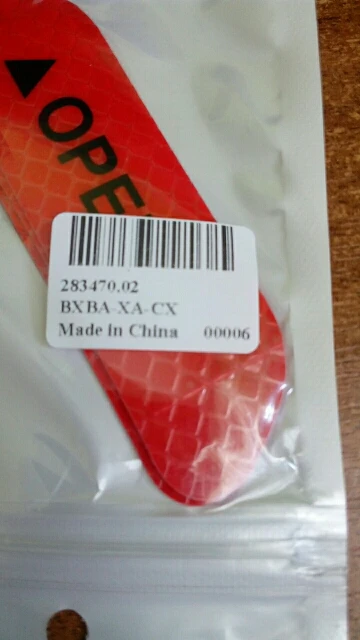 OPE
283470,02
BXBA-XA-CX
Made in China 00006